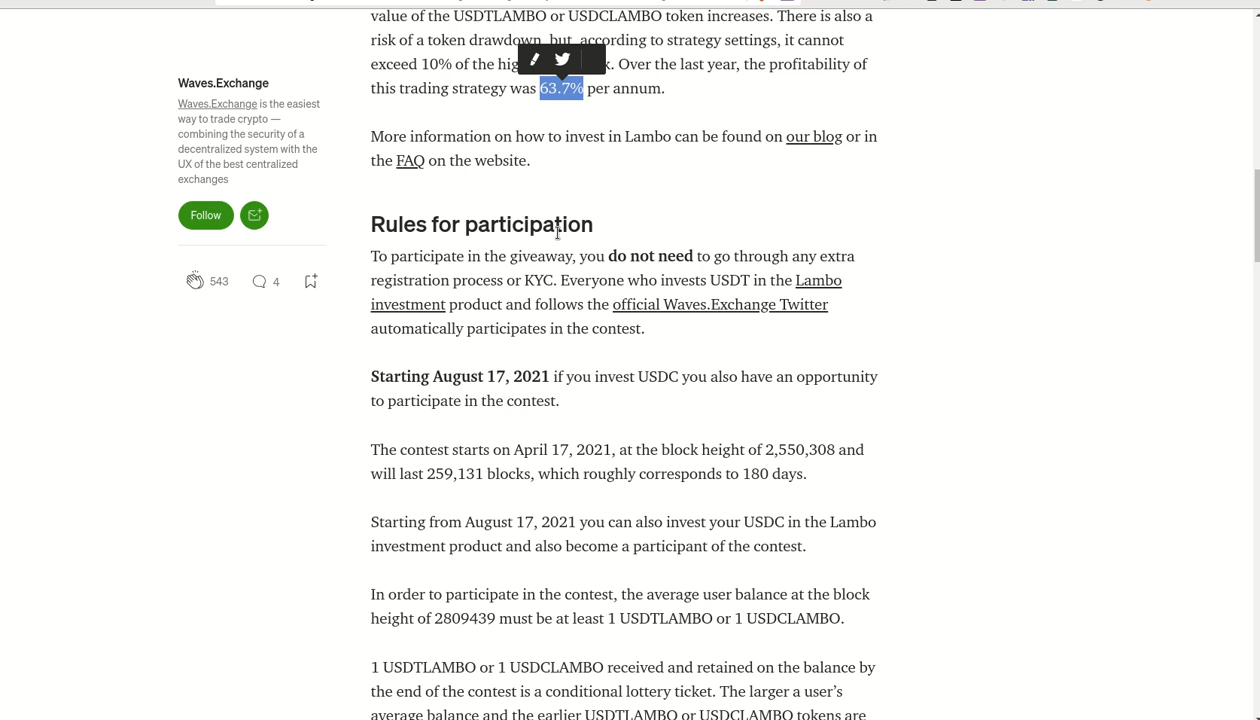 value of the USDTLAMBO or USDCLAMBO token increases. There is also a
risk of a token drawdown, but, according to strategy settings, it cannot
exceed 10% of the hig k. Over the last year, the profitability of
this trading strategy was 63.7% per annum.
More information on how to invest in Lambo can be found on our blog or in
the FAQ on the website.
Waves.Exchange
Waves.Exchange is the easiest
way to trade crypto —
combining the security of a
decentralized system with the
UX of the best centralized
exchanges
Follow
543
4
Rules for participation
To participate in the giveaway, you do not need to go through any extra
registration process or KYC. Everyone who invests USDT in the Lambo
investment product and follows the official Waves.Exchange Twitter
automatically participates in the contest.
Starting August 17, 2021 if you invest USDC you also have an opportunity
to participate in the contest.
The contest starts on April 17, 2021, at the block height of 2,550,308 and
will last 259,131 blocks, which roughly corresponds to 180 days.
Starting from August 17, 2021 you can also invest your USDC in the Lambo
investment product and also become a participant of the contest.
In order to participate in the contest, the average user balance at the block
height of 2809439 must be at least 1 USDTLAMBO or 1 USDCLAMBO.
1 USDTLAMBO or 1 USDCLAMBO received and retained on the balance by
the end of the contest is a conditional lottery ticket. The larger a user's
average balance and the earlier USDTLAMBO or USDCLAMBO tokens are